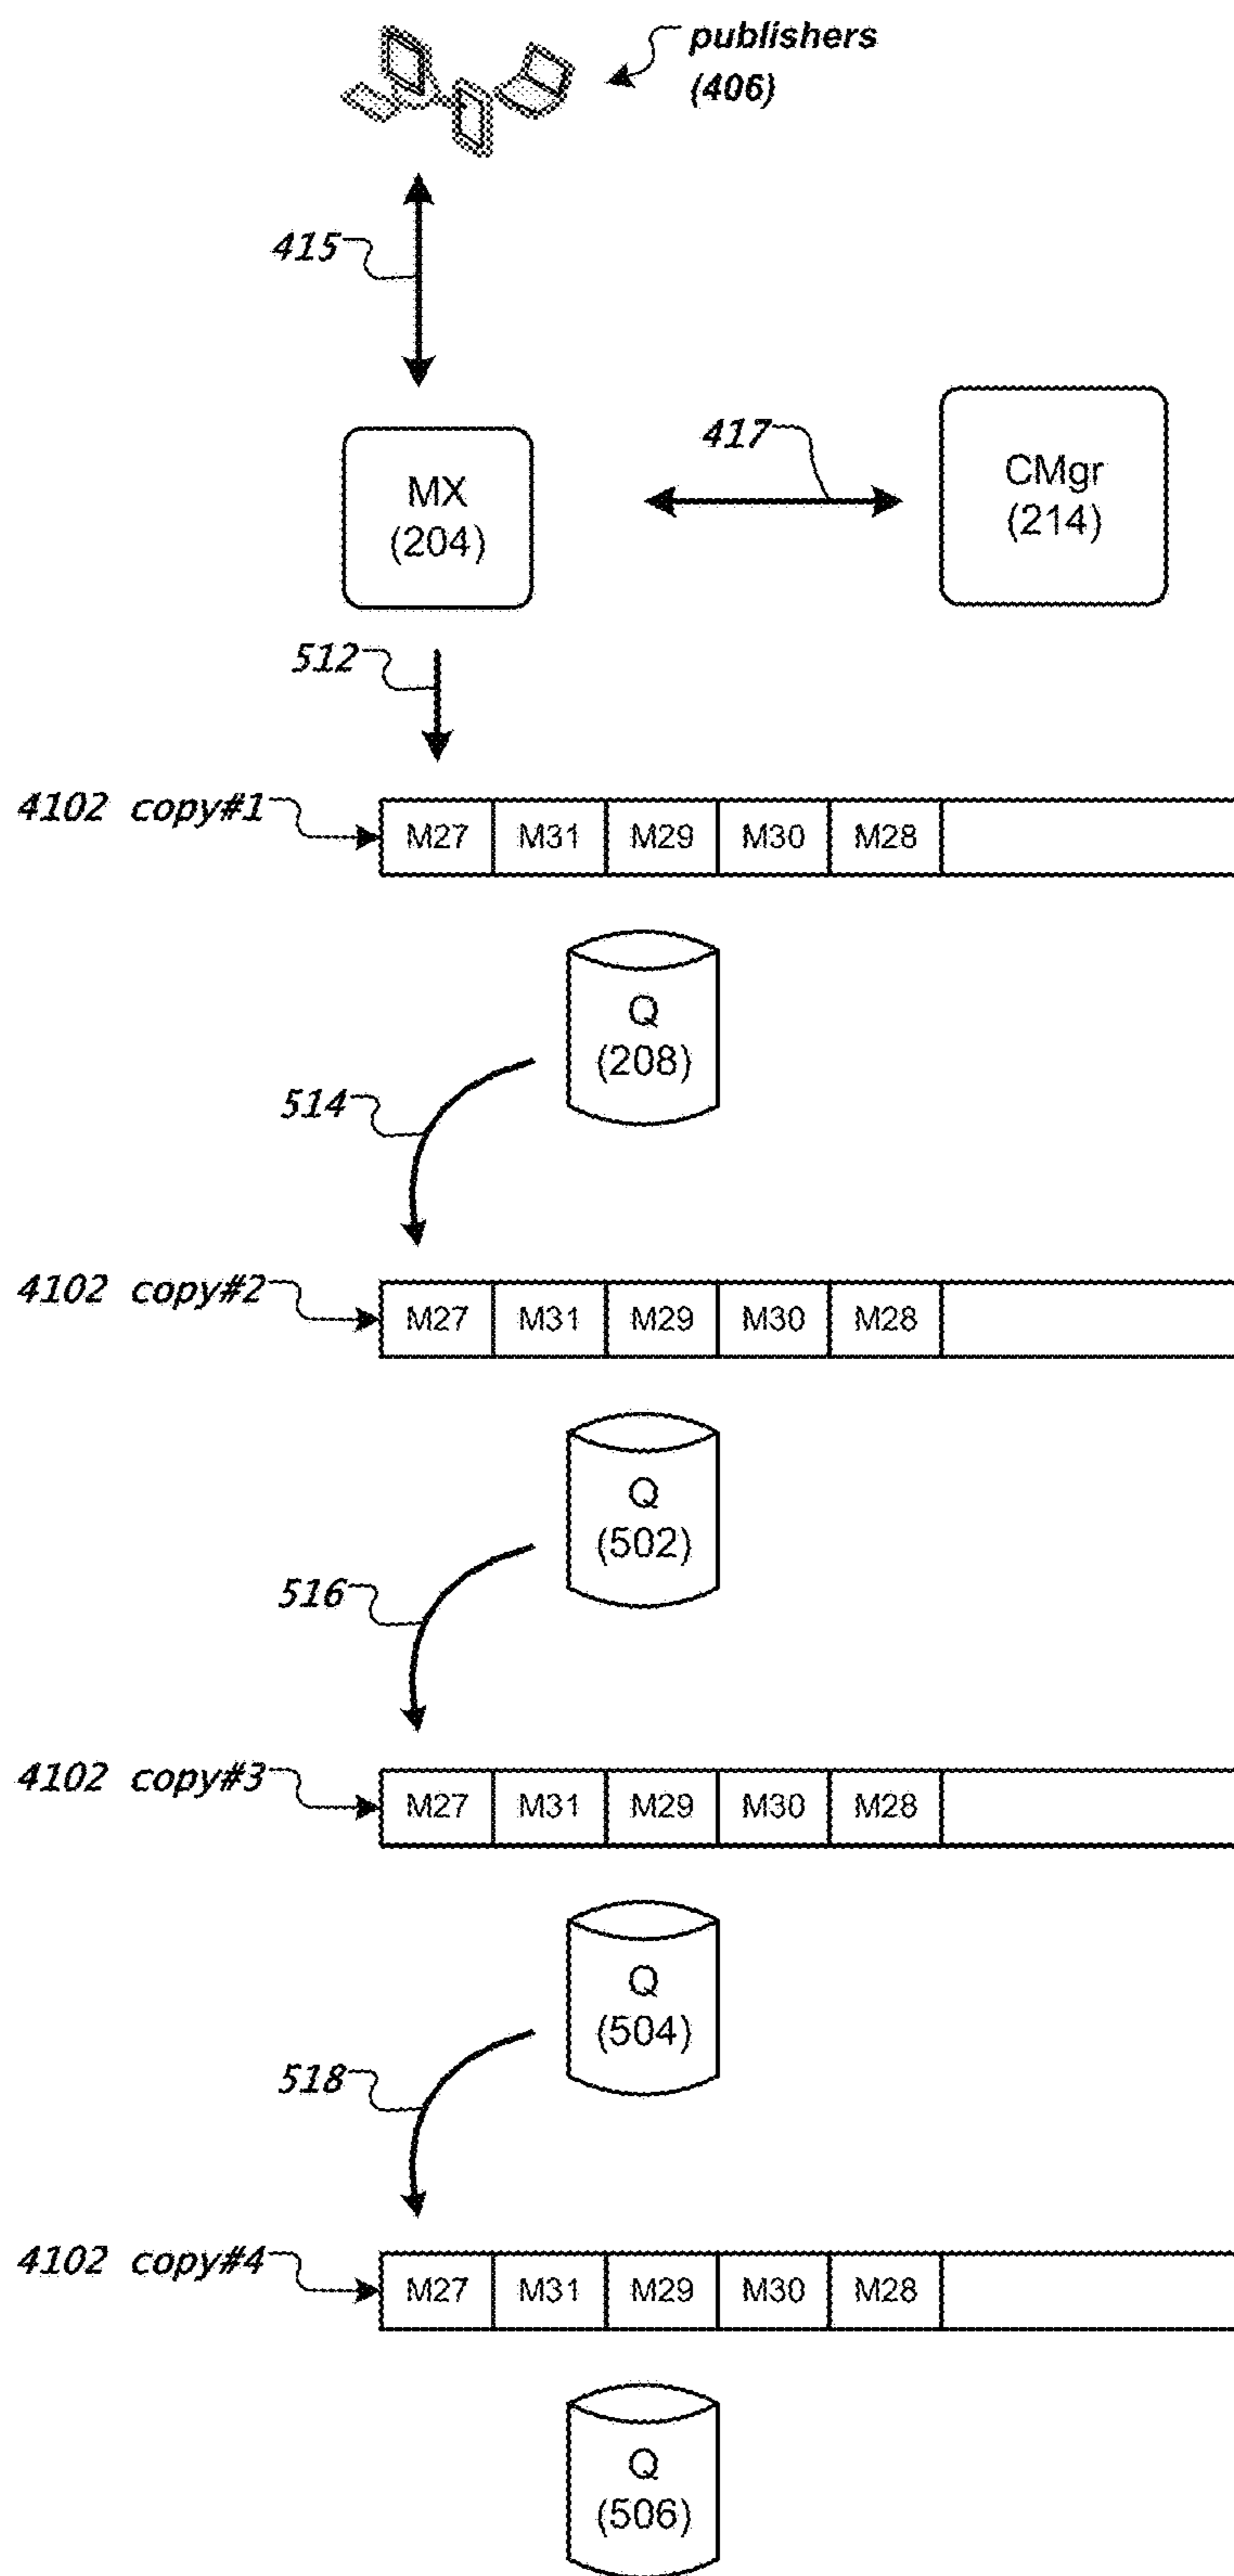 publishers
(406)
415
MX
(204)
417
CMgr
(214)
512
4102 copy#1
M27 M31 M29 M30 M28
Q
(208)
514
4102 copy#2
M27 M31 M29 M30 M28
Q
(502)
516
4102 copy#3
M27 M31 M29 M30 M28
Q
(504)
518
4102 copy#4
M27 M31 M29 M30 M28
Q
(506)